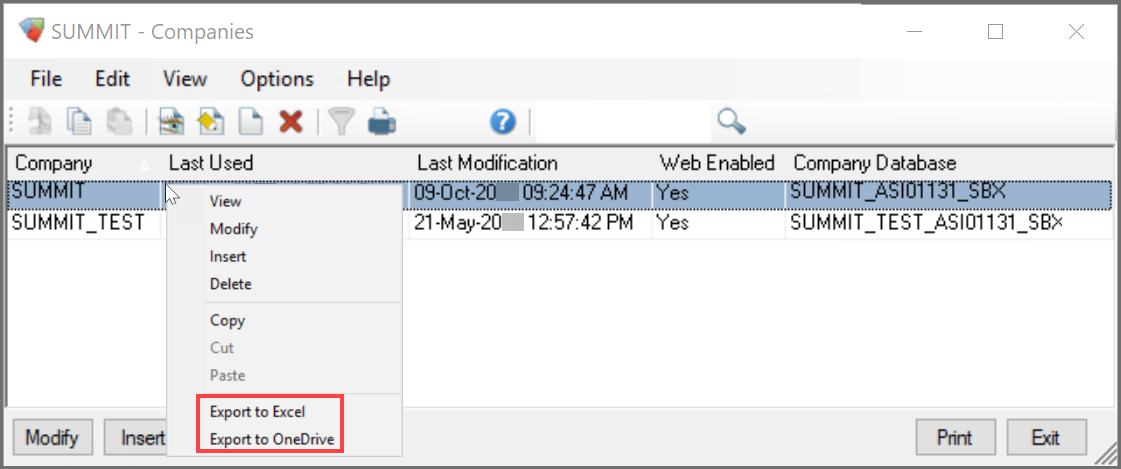 SUMMIT - Companies
File Edit View Options Help
Company Last Used Last Modification Web Enabled Company Database
SUMMIT 09-Oct-20 09:24:47 AM Yes SUMMIT_ASI01131_SBX
SUMMIT_TEST 21-May-20 12:57:42 PM Yes SUMMIT_TEST_ASI01131_SBX
View
Modify
Insert
Delete
Copy
Cut
Paste
Export to Excel
Export to OneDrive
Modify Insert Print Exit